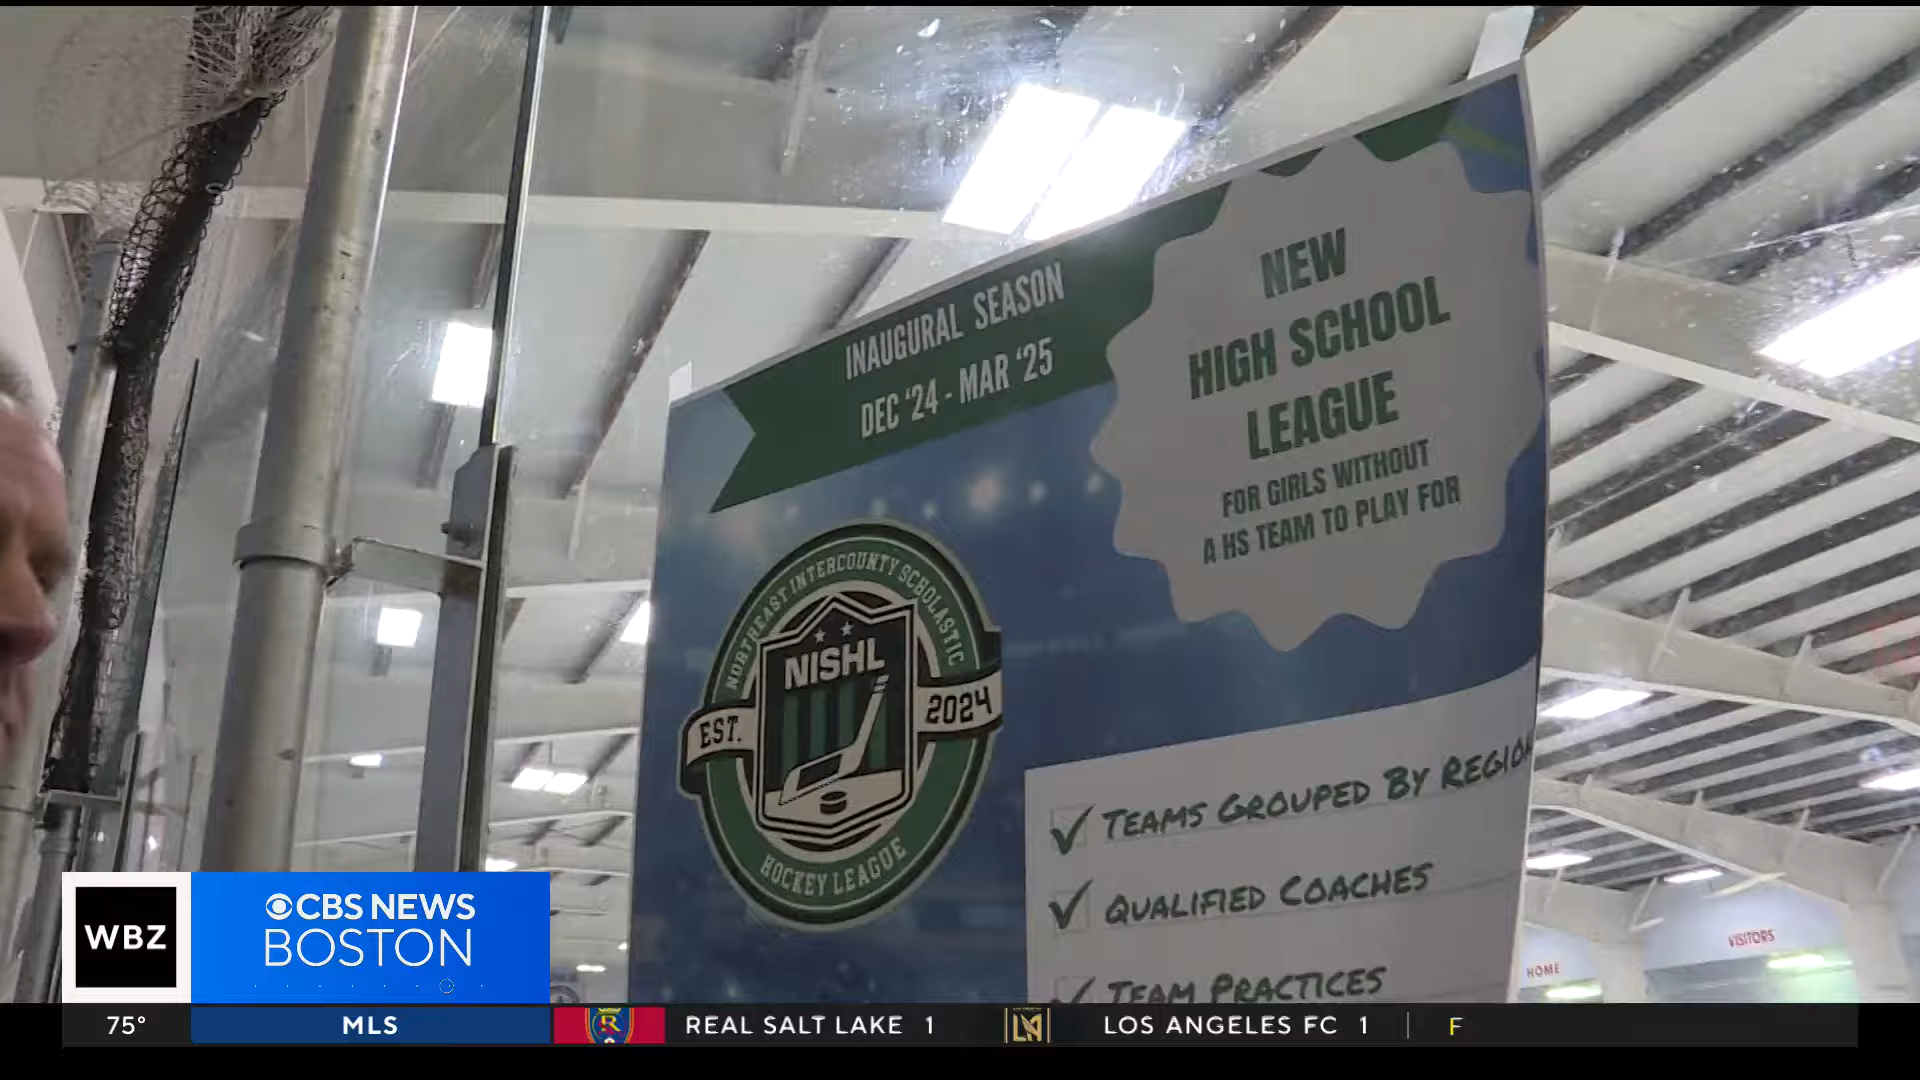 INAUGURAL SEASON
DEC '24 - MAR '25
NEW
HIGH SCHOOL
LEAGUE
FOR GIRLS WITHOUT
A HS TEAM TO PLAY FOR
NORTHEAST INTERCOUNTY SCHOLASTIC
NISHL
EST. 2024
HOCKEY LEAGUE
TEAMS GROUPED BY REGION
QUALIFIED COACHES
TEAM PRACTICES
VISITORS
HOME
WBZ
CBS NEWS
BOSTON
75° MLS REAL SALT LAKE 1 LOS ANGELES FC 1 F